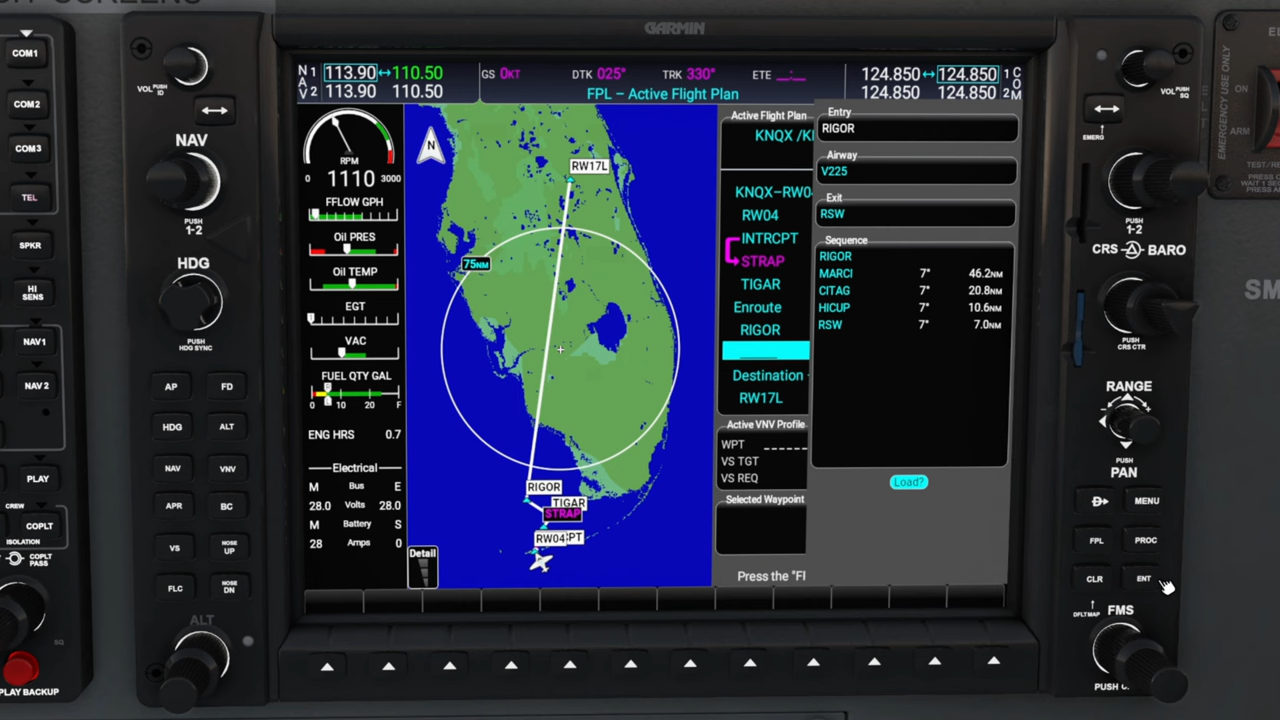 SCREENS
GARMIN
COM1
COM2
COM3
TEL
SPKR
HI SENS
NAV1
NAV 2
PLAY
CREW
COPLT
ISOLATION
COPLT
PASS
SQ
PLAY BACKUP
VOL PUSH ID
NAV
PUSH
1-2
HDG
PUSH
HDG SYNC
AP
FD
HDG
ALT
NAV
VNV
APR
BC
VS
NOSE UP
FLC
NOSE DN
ALT
N A V
1 113.90↔110.50
2 113.90 110.50
GS 0KT DTK 025° TRK 330° ETE __:__
FPL – Active Flight Plan
124.850↔124.850 1
124.850 124.850 2
C O M
RPM
0 1110 3000
FFLOW GPH
Oil PRES
Oil TEMP
EGT
VAC
FUEL QTY GAL
R
L
0 10 20 F
ENG HRS 0.7
Electrical
M Bus E
28.0 Volts 28.0
M Battery S
28 Amps 0
N
RW17L
75NM
RIGOR
TIGAR
STRAP
RW04
PT
Detail
Active Flight Plan
KNQX
KNQX–RW0
RW04
INTRCPT
STRAP
TIGAR
Enroute
RIGOR
Destination
RW17L
Active VNV Profile
WPT
VS TGT
VS REQ
Selected Waypoint
Press the "F
Entry
RIGOR
Airway
V225
Exit
RSW
Sequence
RIGOR
MARCI 7° 46.2NM
CITAG 7° 20.8NM
HICUP 7° 10.6NM
RSW 7° 7.0NM
Load?
VOL PUSH SQ
EMERG
PUSH
1-2
CRS BARO
PUSH
CRS CTR
RANGE
PUSH
PAN
D MENU
FPL
PROC
CLR
ENT
DFLT MAP
FMS
PUSH
EMERGENCY USE ONLY
ON
ARM
SM